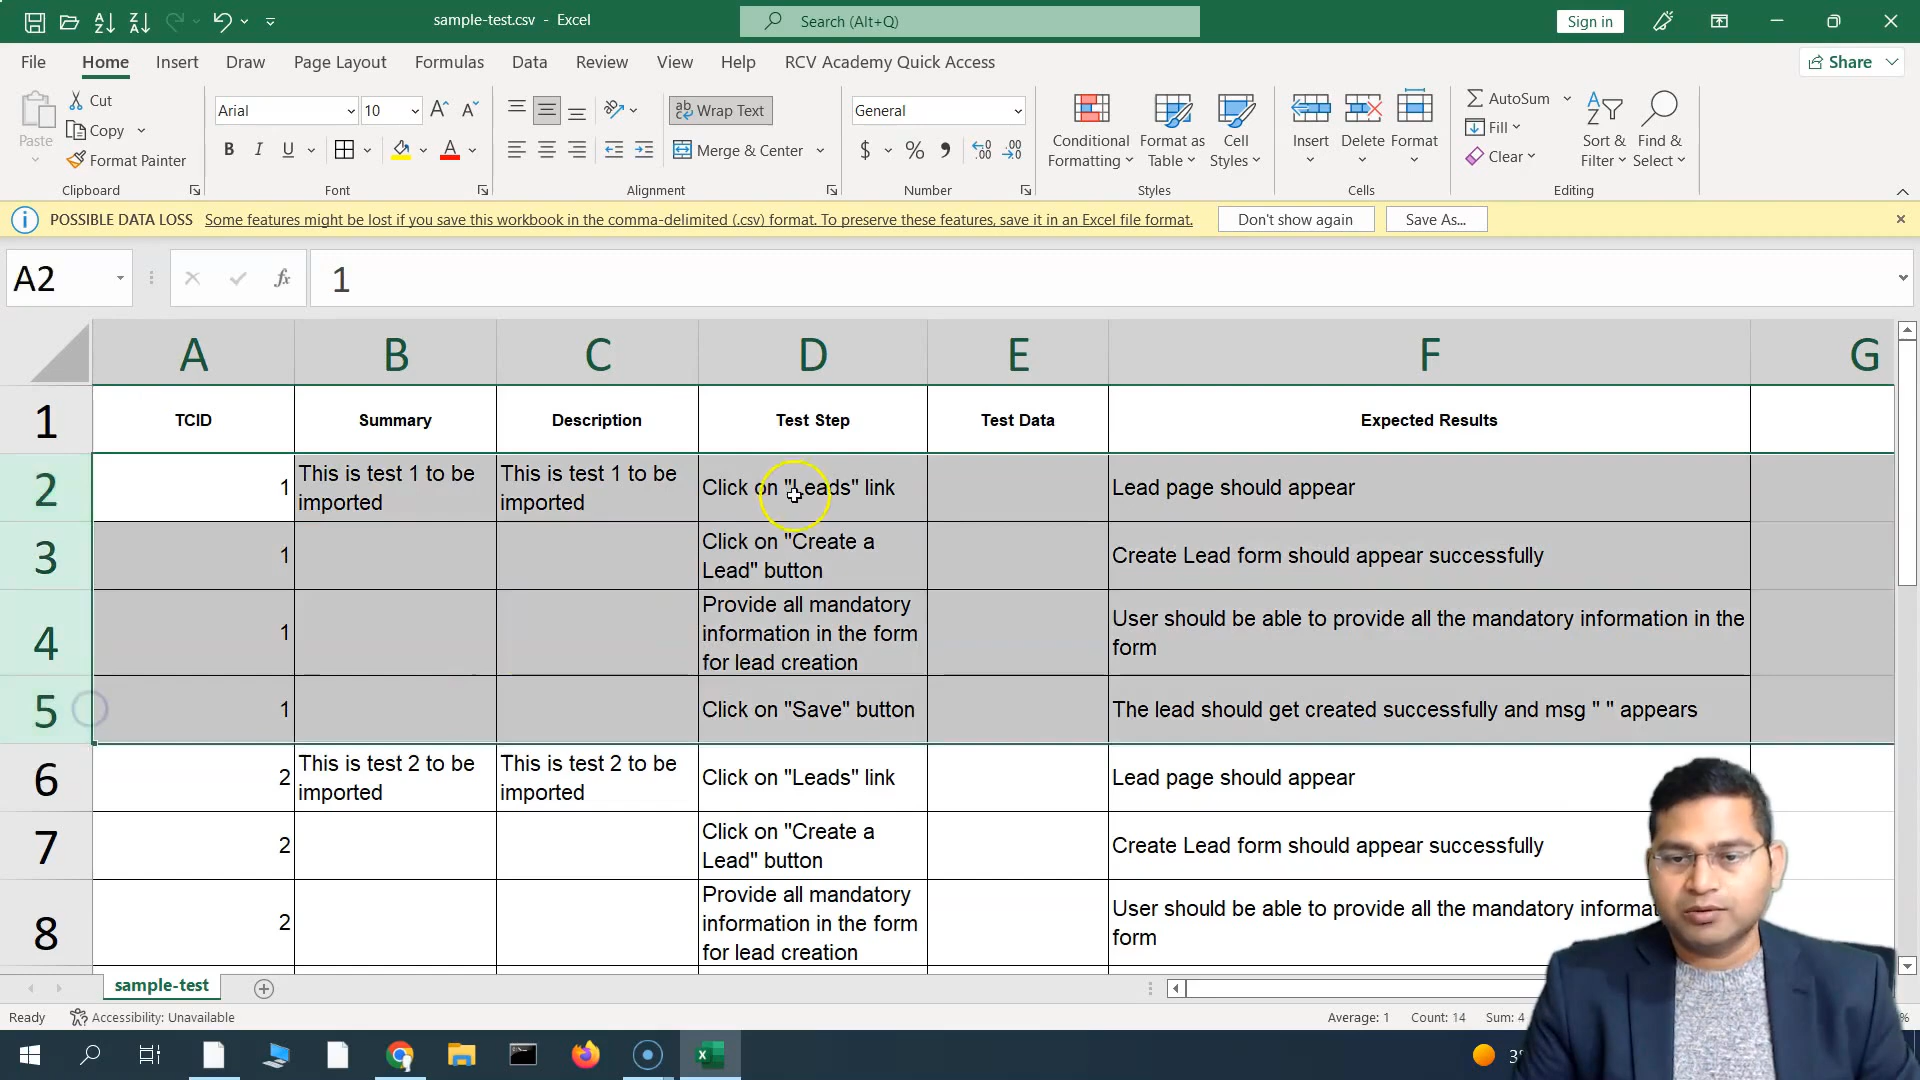 sample-test.csv - Excel
Search (Alt+Q)
Sign in
File Home Insert Draw Page Layout Formulas Data Review View Help RCV Academy Quick Access
Share
Paste
Cut
Copy
Format Painter
Clipboard
Arial
10
B I U
Font
Wrap Text
Merge & Center
Alignment
General
$ % ,
Number
Conditional Formatting
Format as Table
Cell Styles
Styles
Insert
Delete
Format
Cells
AutoSum
Fill
Clear
Sort & Filter
Find & Select
Editing
POSSIBLE DATA LOSS Some features might be lost if you save this workbook in the comma-delimited (.csv) format. To preserve these features, save it in an Excel file format. Don't show again Save As...
A2 fx 1
A B C D E F G
1 TCID Summary Description Test Step Test Data Expected Results
2 1 This is test 1 to be imported This is test 1 to be imported Click on "Leads" link Lead page should appear
3 1 Click on "Create a Lead" button Create Lead form should appear successfully
4 1 Provide all mandatory information in the form for lead creation User should be able to provide all the mandatory information in the form
5 1 Click on "Save" button The lead should get created successfully and msg " " appears
6 2 This is test 2 to be imported This is test 2 to be imported Click on "Leads" link Lead page should appear
7 2 Click on "Create a Lead" button Create Lead form should appear successfully
8 2 Provide all mandatory information in the form for lead creation User should be able to provide all the mandatory form
sample-test
Ready Accessibility: Unavailable Average: 1 Count: 14 Sum: 4